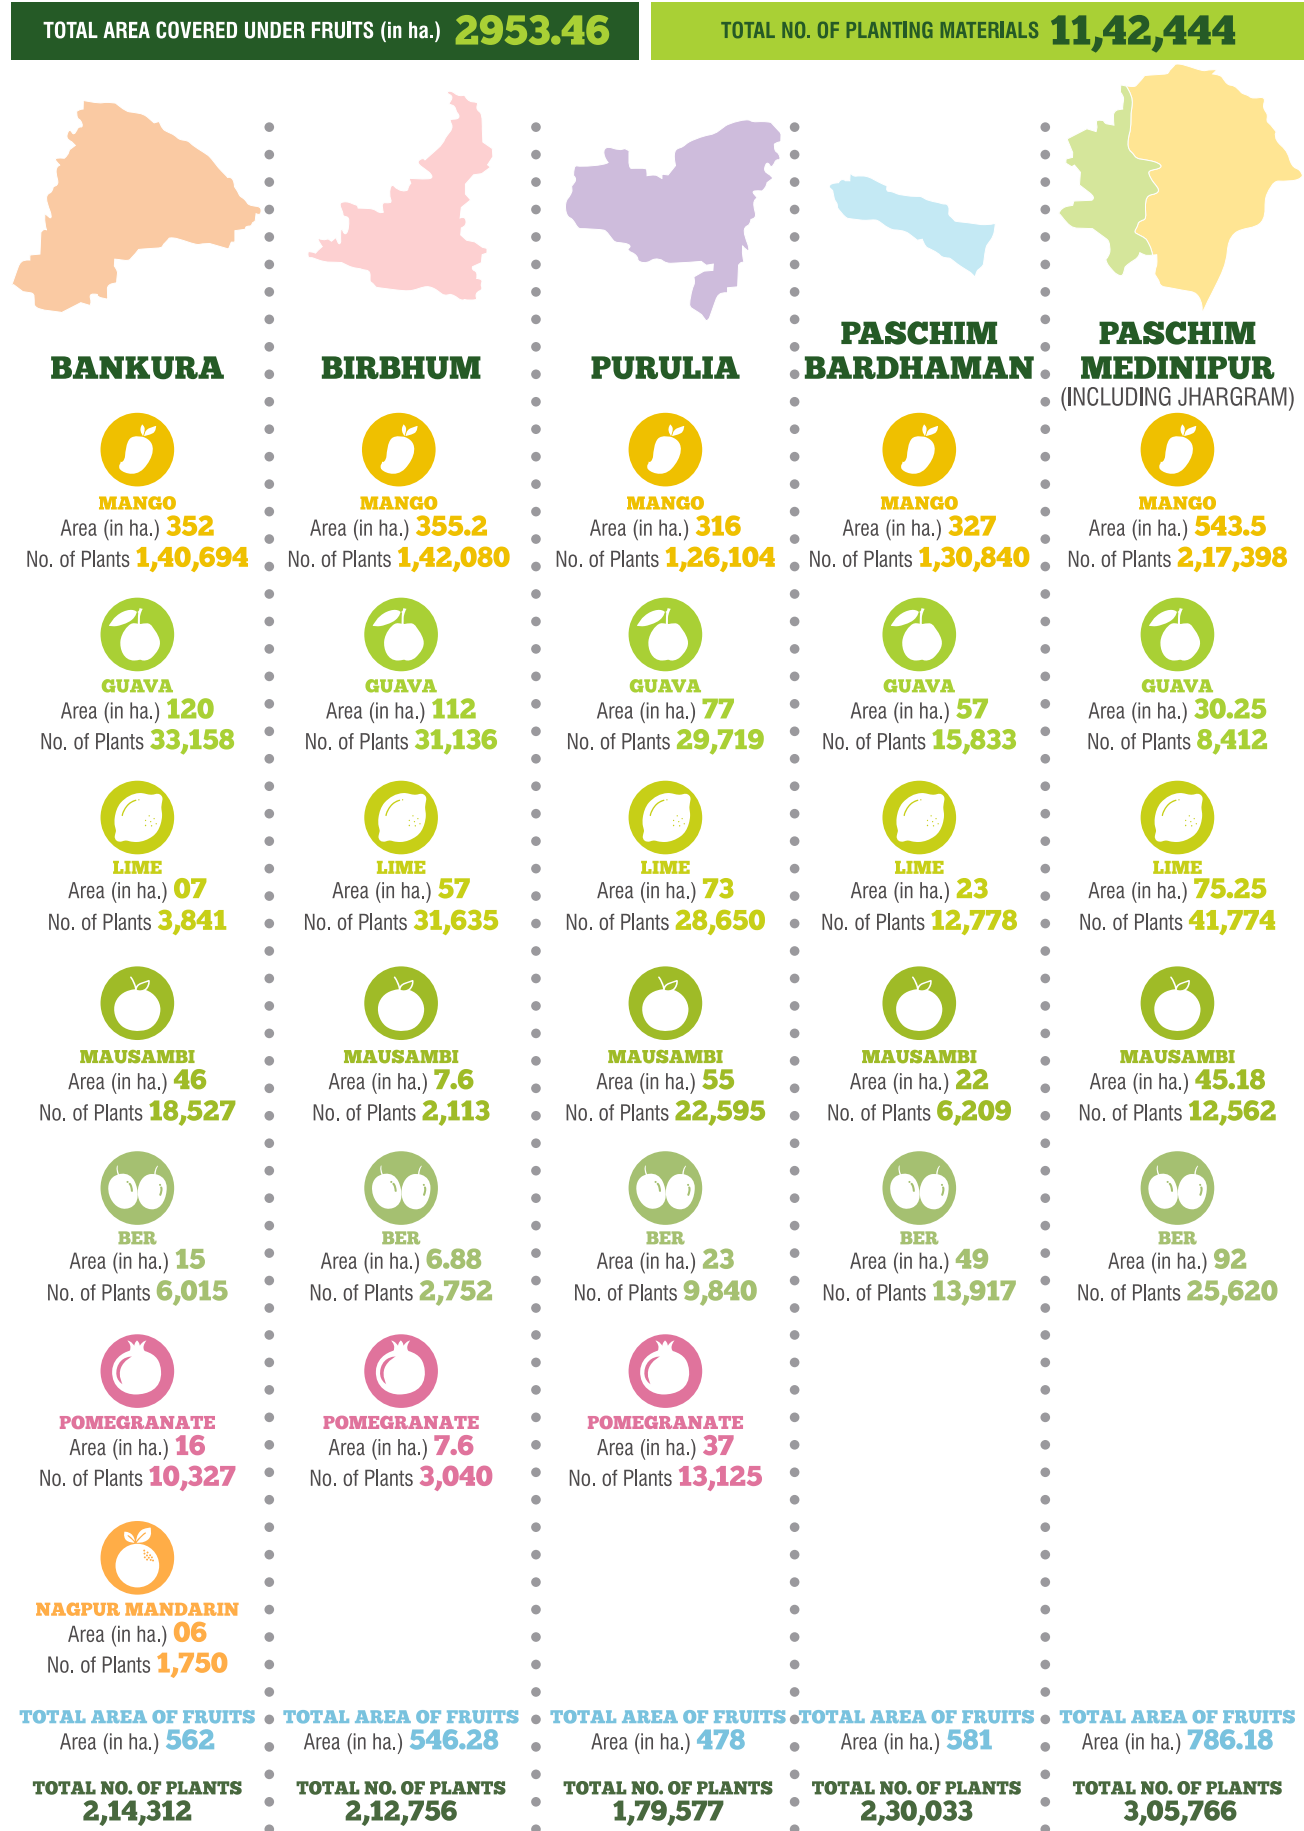 TOTAL AREA COVERED UNDER FRUITS (in ha.) 2953.46
TOTAL NO. OF PLANTING MATERIALS 11,42,444
BANKURA
MANGO
Area (in ha.) 352
No. of Plants 1,40,694
GUAVA
Area (in ha.) 120
No. of Plants 33,158
LIME
Area (in ha.) 07
No. of Plants 3,841
MAUSAMBI
Area (in ha.) 46
No. of Plants 18,527
BER
Area (in ha.) 15
No. of Plants 6,015
POMEGRANATE
Area (in ha.) 16
No. of Plants 10,327
NAGPUR MANDARIN
Area (in ha.) 06
No. of Plants 1,750
TOTAL AREA OF FRUITS
Area (in ha.) 562
TOTAL NO. OF PLANTS
2,14,312
BIRBHUM
MANGO
Area (in ha.) 355.2
No. of Plants 1,42,080
GUAVA
Area (in ha.) 112
No. of Plants 31,136
LIME
Area (in ha.) 57
No. of Plants 31,635
MAUSAMBI
Area (in ha.) 7.6
No. of Plants 2,113
BER
Area (in ha.) 6.88
No. of Plants 2,752
POMEGRANATE
Area (in ha.) 7.6
No. of Plants 3,040
TOTAL AREA OF FRUITS
Area (in ha.) 546.28
TOTAL NO. OF PLANTS
2,12,756
PURULIA
MANGO
Area (in ha.) 316
No. of Plants 1,26,104
GUAVA
Area (in ha.) 77
No. of Plants 29,719
LIME
Area (in ha.) 73
No. of Plants 28,650
MAUSAMBI
Area (in ha.) 55
No. of Plants 22,595
BER
Area (in ha.) 23
No. of Plants 9,840
POMEGRANATE
Area (in ha.) 37
No. of Plants 13,125
TOTAL AREA OF FRUITS
Area (in ha.) 478
TOTAL NO. OF PLANTS
1,79,577
PASCHIM
BARDHAMAN
MANGO
Area (in ha.) 327
No. of Plants 1,30,840
GUAVA
Area (in ha.) 57
No. of Plants 15,833
LIME
Area (in ha.) 23
No. of Plants 12,778
MAUSAMBI
Area (in ha.) 22
No. of Plants 6,209
BER
Area (in ha.) 49
No. of Plants 13,917
TOTAL AREA OF FRUITS
Area (in ha.) 581
TOTAL NO. OF PLANTS
2,30,033
PASCHIM
MEDINIPUR
(INCLUDING JHARGRAM)
MANGO
Area (in ha.) 543.5
No. of Plants 2,17,398
GUAVA
Area (in ha.) 30.25
No. of Plants 8,412
LIME
Area (in ha.) 75.25
No. of Plants 41,774
MAUSAMBI
Area (in ha.) 45.18
No. of Plants 12,562
BER
Area (in ha.) 92
No. of Plants 25,620
TOTAL AREA OF FRUITS
Area (in ha.) 786.18
TOTAL NO. OF PLANTS
3,05,766